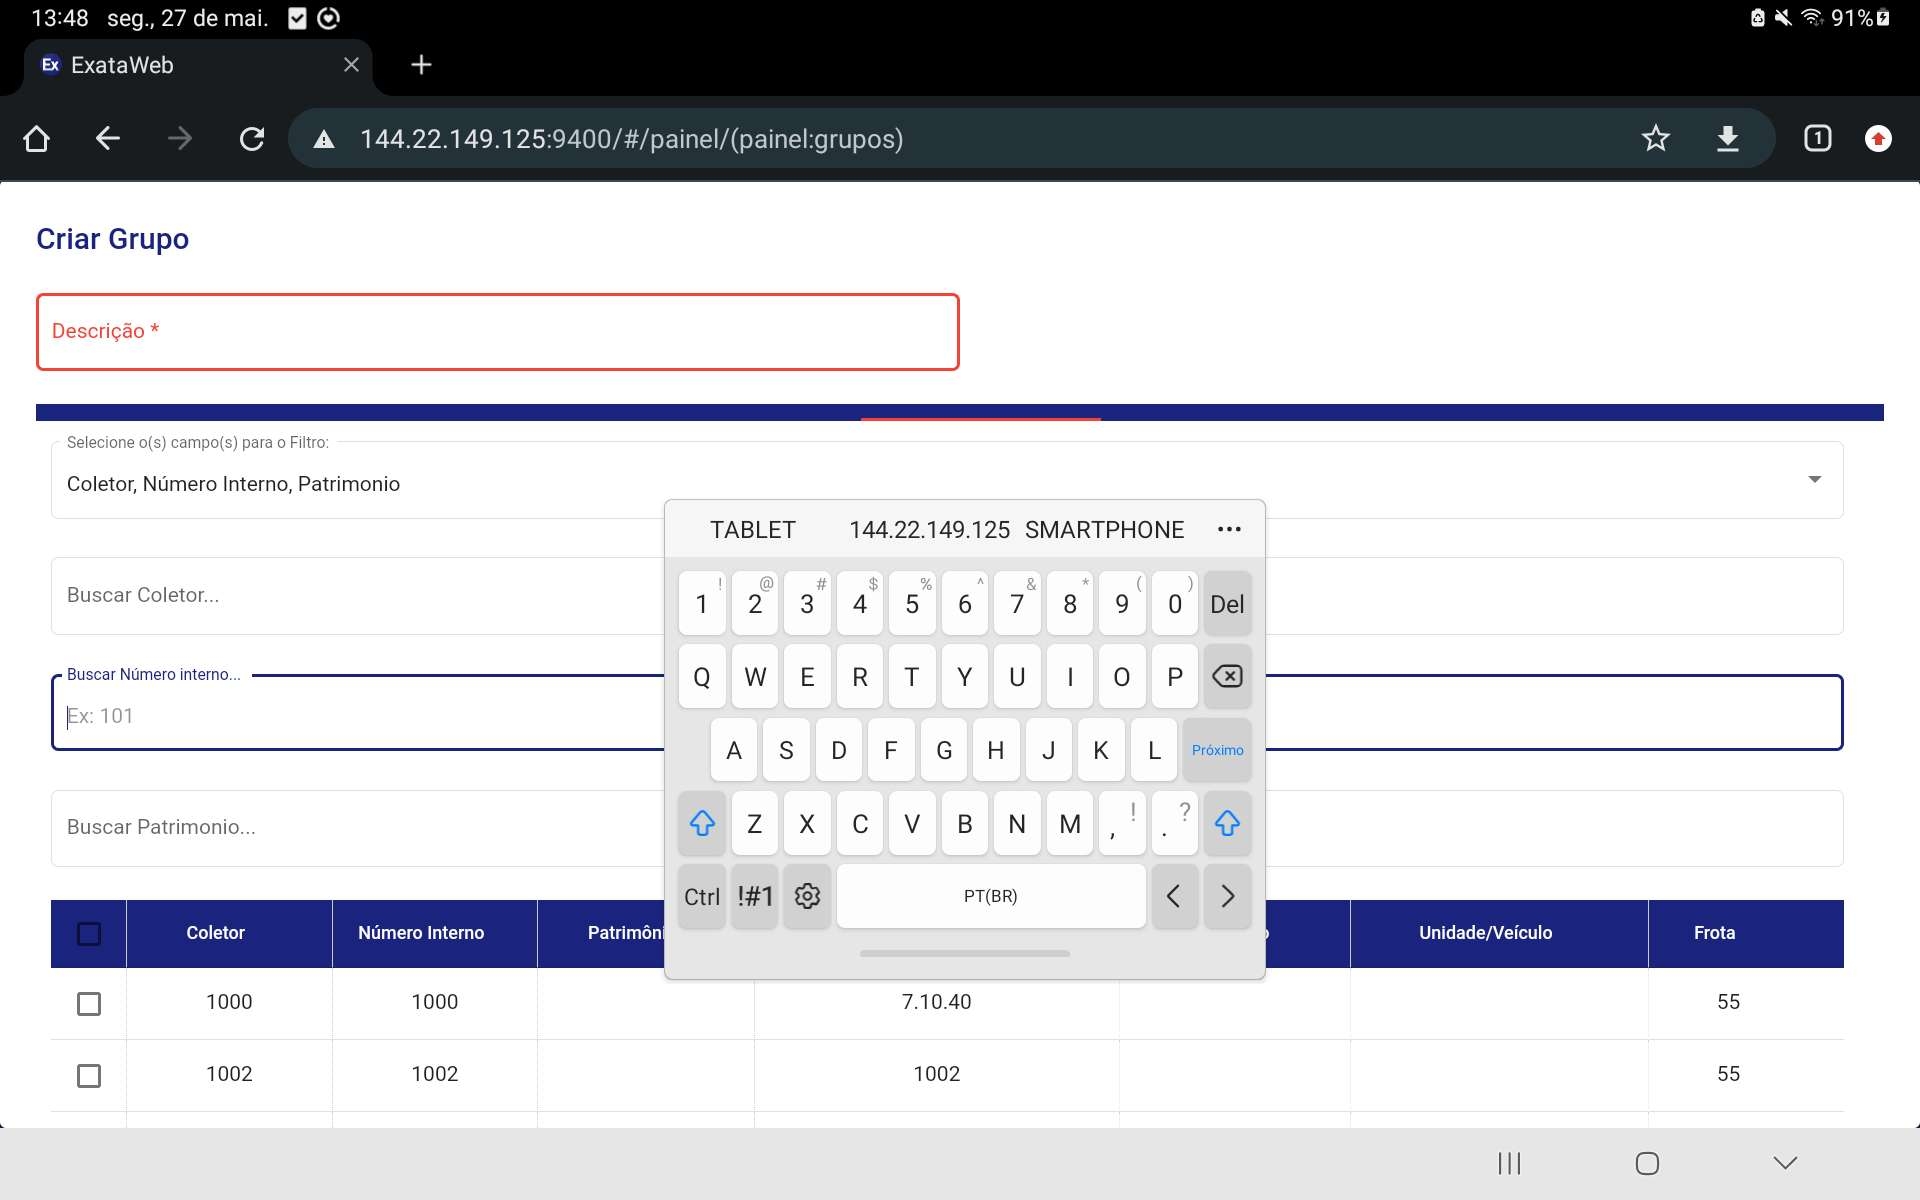 13:48 seg., 27 de mai. 91%
Ex ExataWeb
144.22.149.125:9400/#/painel/(painel:grupos) 1
Criar Grupo
Descrição *
Selecione o(s) campo(s) para o Filtro:
Coletor, Número Interno, Patrimonio
Buscar Coletor...
Buscar Número interno...
Ex: 101
Buscar Patrimonio...
TABLET 144.22.149.125 SMARTPHONE
! @ # $ % ^ & * ( )
1 2 3 4 5 6 7 8 9 0 Del
Q W E R T Y U I O P
A S D F G H J K L Próximo
Z X C V B N M , ! . ?
Ctrl !#1 PT(BR) < >
Coletor Número Interno Patrimôni Unidade/Veículo Frota
1000 1000 7.10.40 55
1002 1002 1002 55